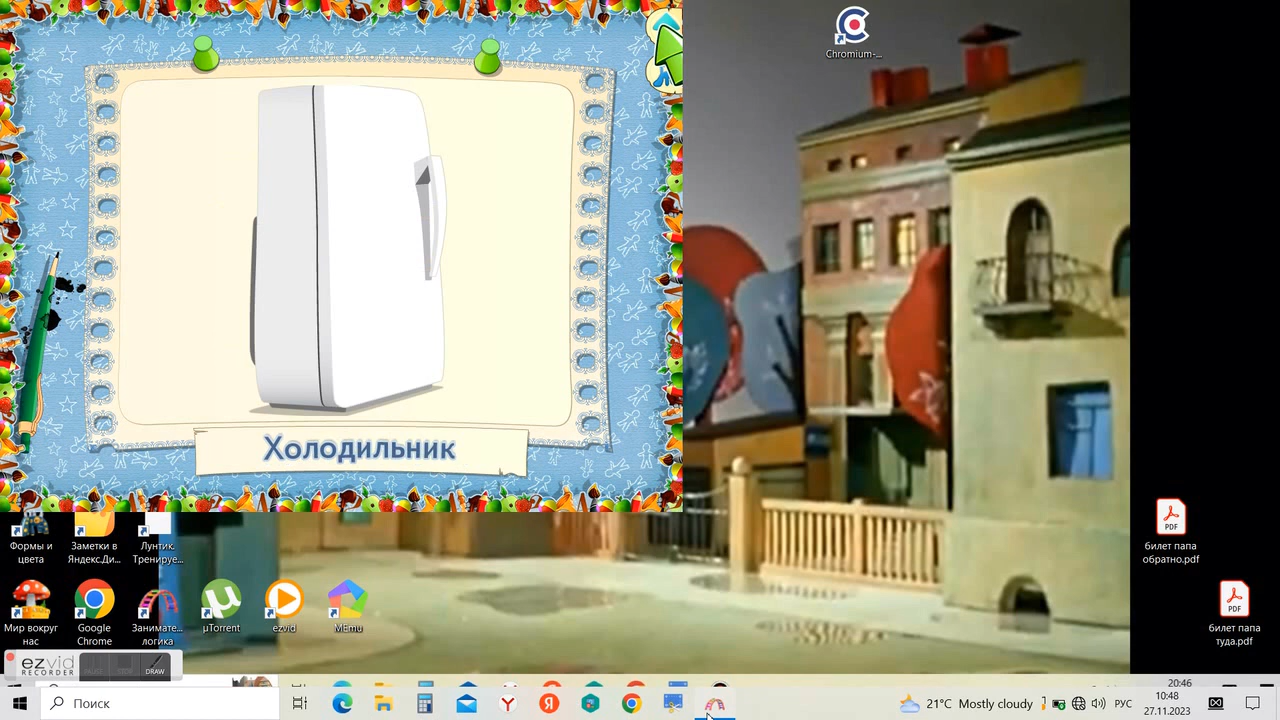 Chromium-...
Холодильник
Формы и
цвета
Заметки в
Яндекс.Ди...
Лунтик.
Тренируе...
PDF
билет папа
обратно.pdf
Мир вокруг
нас
Google
Chrome
Занимате...
логика
µTorrent
ezvid
MEmu
PDF
билет папа
туда.pdf
ezvid
RECORDER
DRAW
20:46
Поиск
21°C Mostly cloudy
РУС
10:48
27.11.2023